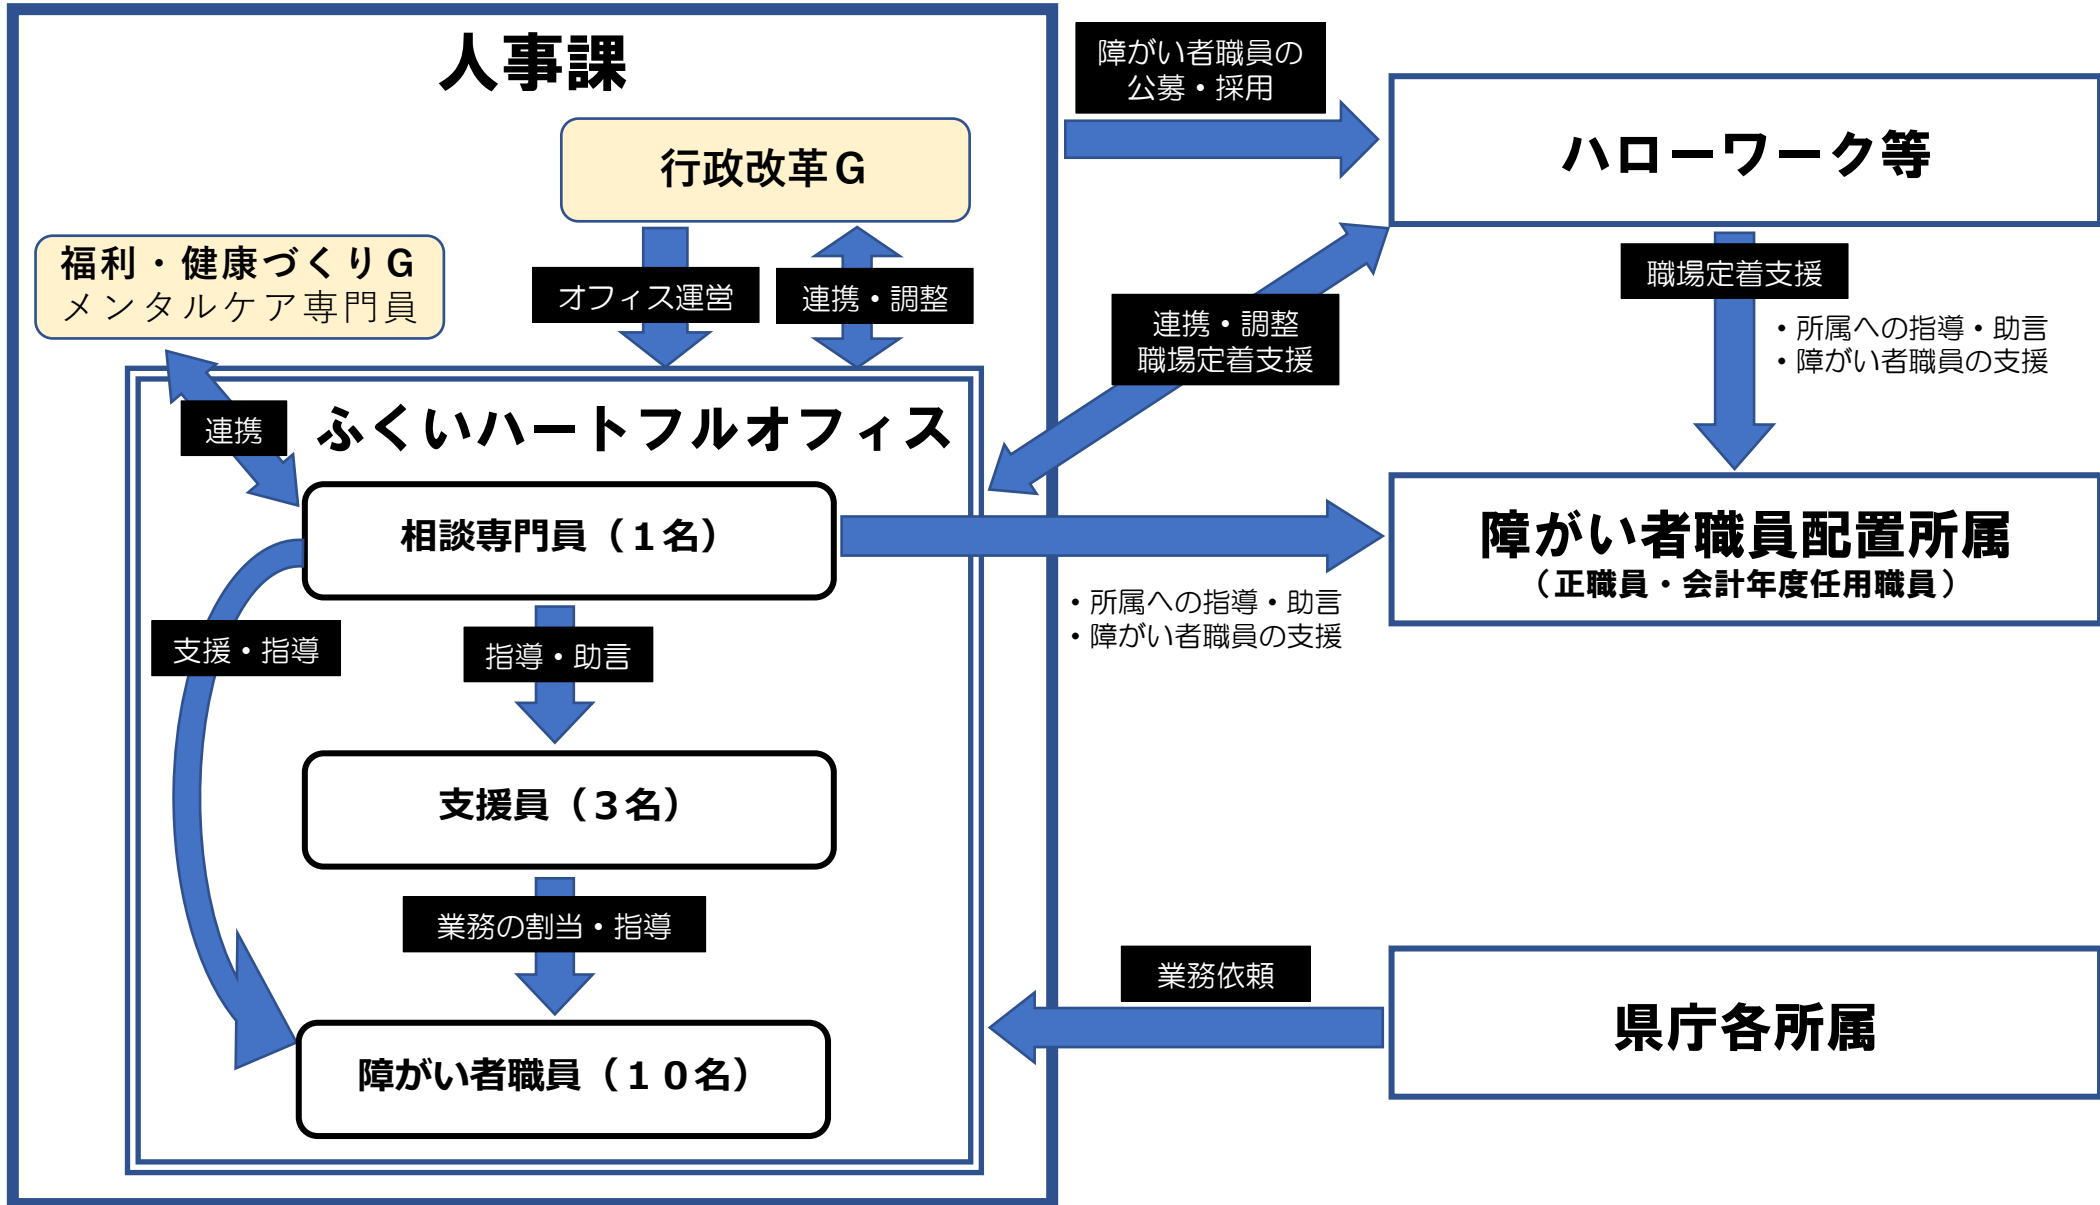 人事課
行政改革G
福利・健康づくりG
メンタルケア専門員
オフィス運営
連携・調整
連携
ふくいハートフルオフィス
相談専門員（1名）
支援・指導
指導・助言
支援員（3名）
業務の割当・指導
障がい者職員（10名）
障がい者職員の
公募・採用
ハローワーク等
連携・調整
職場定着支援
職場定着支援
・所属への指導・助言
・障がい者職員の支援
障がい者職員配置所属
（正職員・会計年度任用職員）
・所属への指導・助言
・障がい者職員の支援
業務依頼
県庁各所属